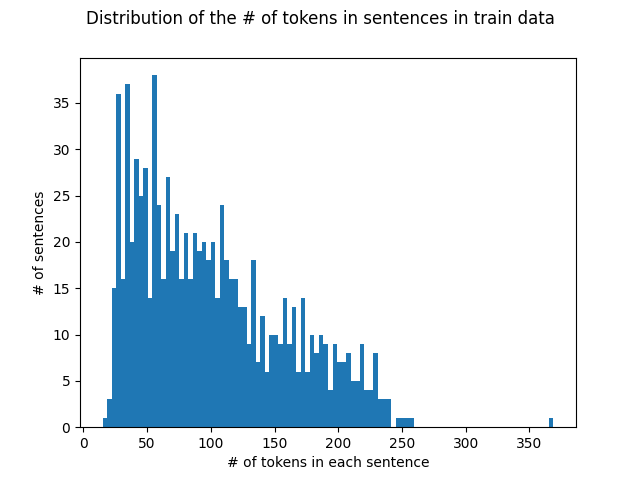 Distribution of the # of tokens in sentences in train data
35
30
25
20
15
10
5
0
# of sentences
0 50 100 150 200 250 300 350
# of tokens in each sentence